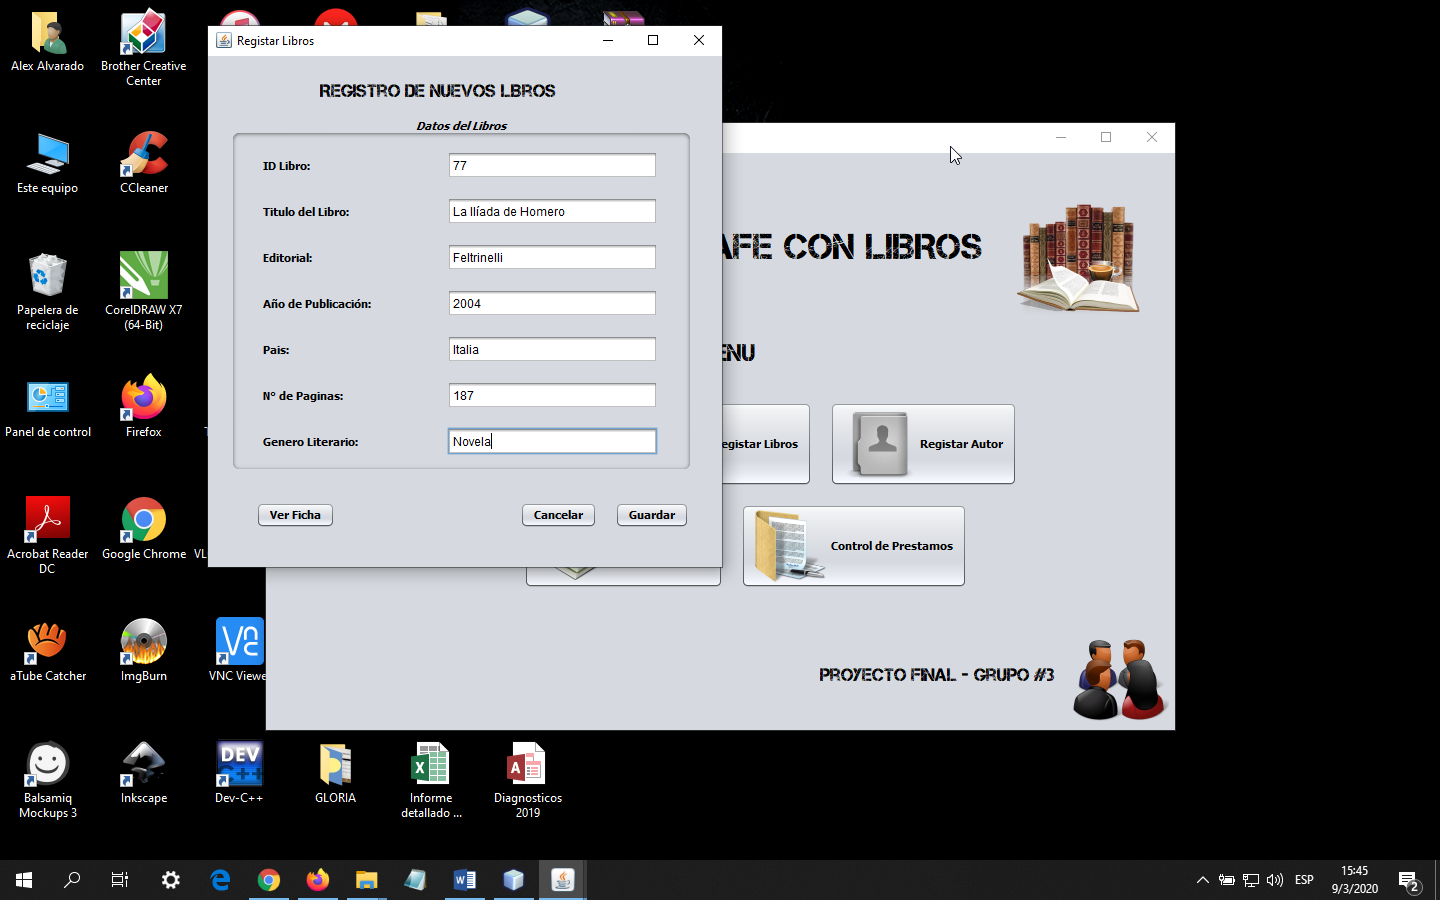 Alex Alvarado
Brother Creative
Center
Este equipo
CCleaner
Papelera de
reciclaje
CorelDRAW X7
(64-Bit)
Panel de control
Firefox
Acrobat Reader
DC
Google Chrome
aTube Catcher
ImgBurn
VNC Viewe
Balsamiq
Mockups 3
Inkscape
DEV
C++
Dev-C++
GLORIA
Informe
detallado ...
Diagnosticos
2019
Registar Libros
REGISTRO DE NUEVOS LBROS
Datos del Libros
ID Libro:
77
Titulo del Libro:
La Ilíada de Homero
Editorial:
Feltrinelli
Año de Publicación:
2004
Pais:
Italia
N° de Paginas:
187
Genero Literario:
Novela
Ver Ficha
Cancelar
Guardar
AFE CON LIBROS
ENU
egistar Libros
Registar Autor
Control de Prestamos
PROYECTO FINAL - GRUPO #3
ESP
15:45
9/3/2020
2